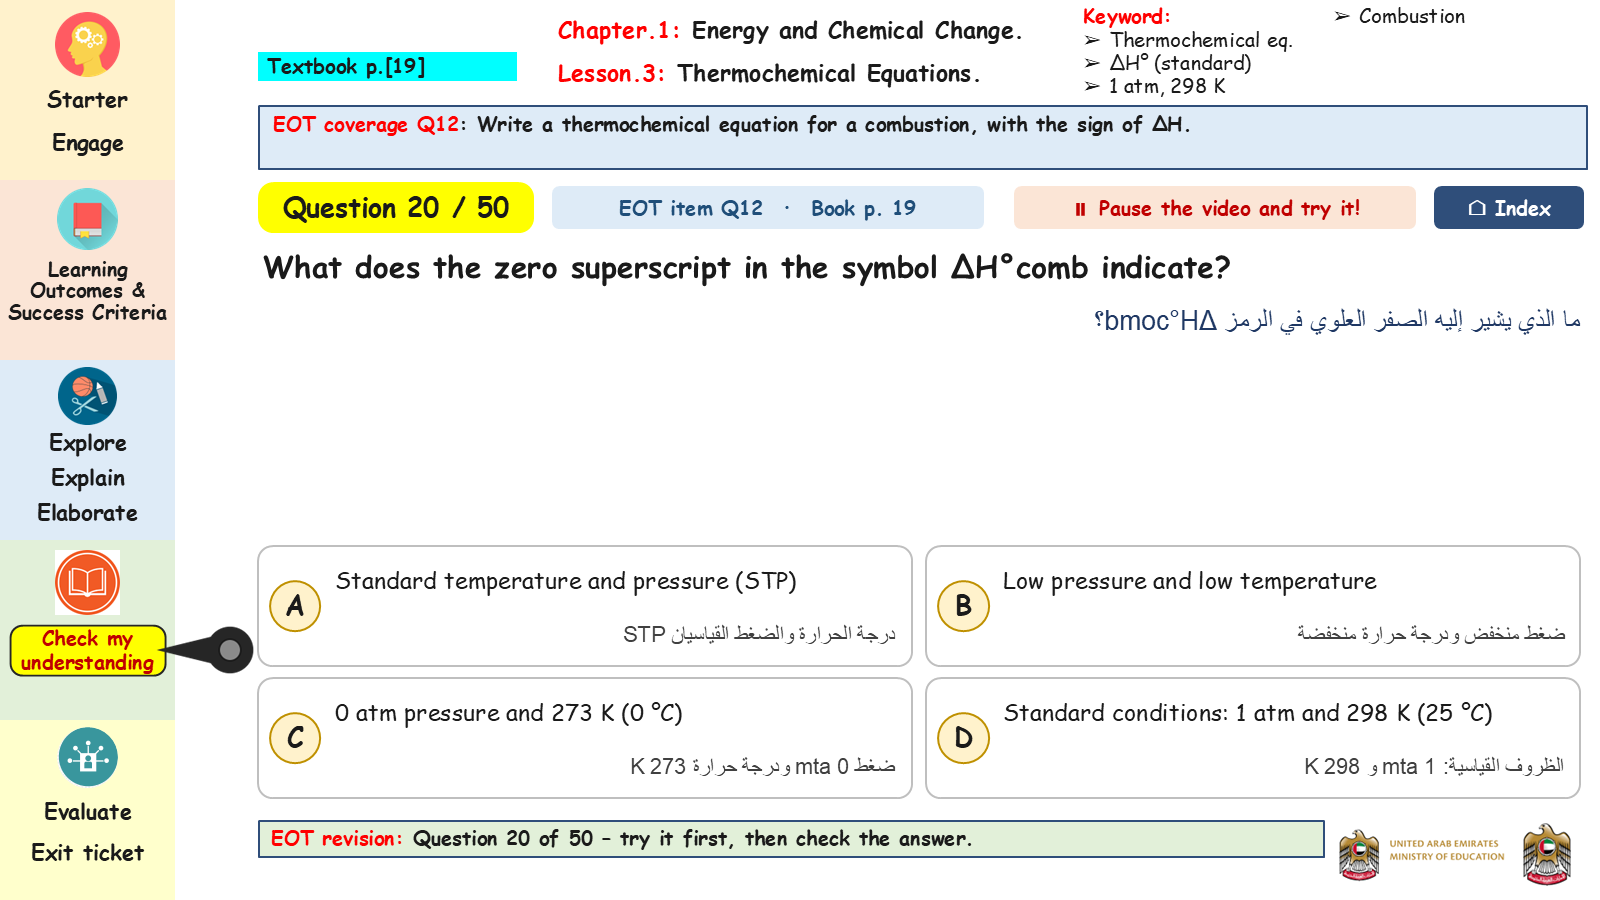 Starter
Engage
Learning
Outcomes &
Success Criteria
Explore
Explain
Elaborate
Check my
understanding
Evaluate
Exit ticket
Textbook p.[19]
Chapter.1: Energy and Chemical Change.
Lesson.3: Thermochemical Equations.
Keyword:
➢ Thermochemical eq.
➢ ΔH° (standard)
➢ 1 atm, 298 K
➢ Combustion
EOT coverage Q12: Write a thermochemical equation for a combustion, with the sign of ΔH.
Question 20 / 50
EOT item Q12 · Book p. 19
⏸ Pause the video and try it!
⌂ Index
What does the zero superscript in the symbol ΔH°comb indicate?
ما الذي يشير إليه الصفر العلوي في الرمز bmoc°HΔ؟
A
Standard temperature and pressure (STP)
درجة الحرارة والضغط القياسيان STP
B
Low pressure and low temperature
ضغط منخفض ودرجة حرارة منخفضة
C
0 atm pressure and 273 K (0 °C)
ضغط 0 mta ودرجة حرارة 273 K
D
Standard conditions: 1 atm and 298 K (25 °C)
الظروف القياسية: 1 mta و 298 K
EOT revision: Question 20 of 50 – try it first, then check the answer.
UNITED ARAB EMIRATES
MINISTRY OF EDUCATION